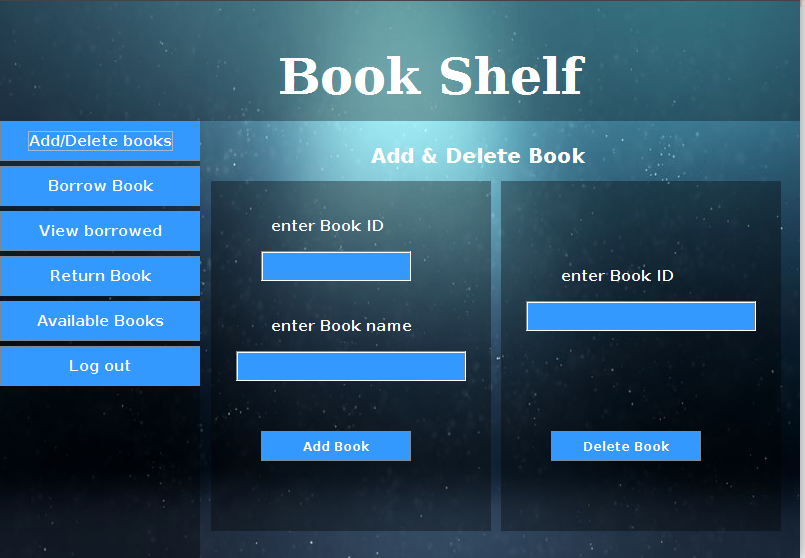 Book Shelf
Add/Delete books
Borrow Book
View borrowed
Return Book
Available Books
Log out
Add & Delete Book
enter Book ID
enter Book name
Add Book
enter Book ID
Delete Book